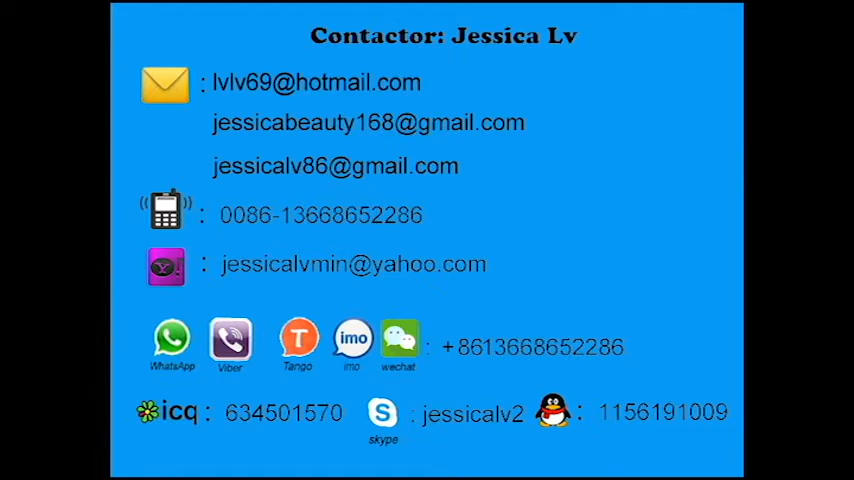 Contactor: Jessica Lv
: lvlv69@hotmail.com
jessicabeauty168@gmail.com
jessicalv86@gmail.com
: 0086-13668652286
Y! : jessicalvmin@yahoo.com
T imo : +8613668652286
WhatsApp Viber Tango imo wechat
icq : 634501570 S : jessicalv2 : 1156191009
skype